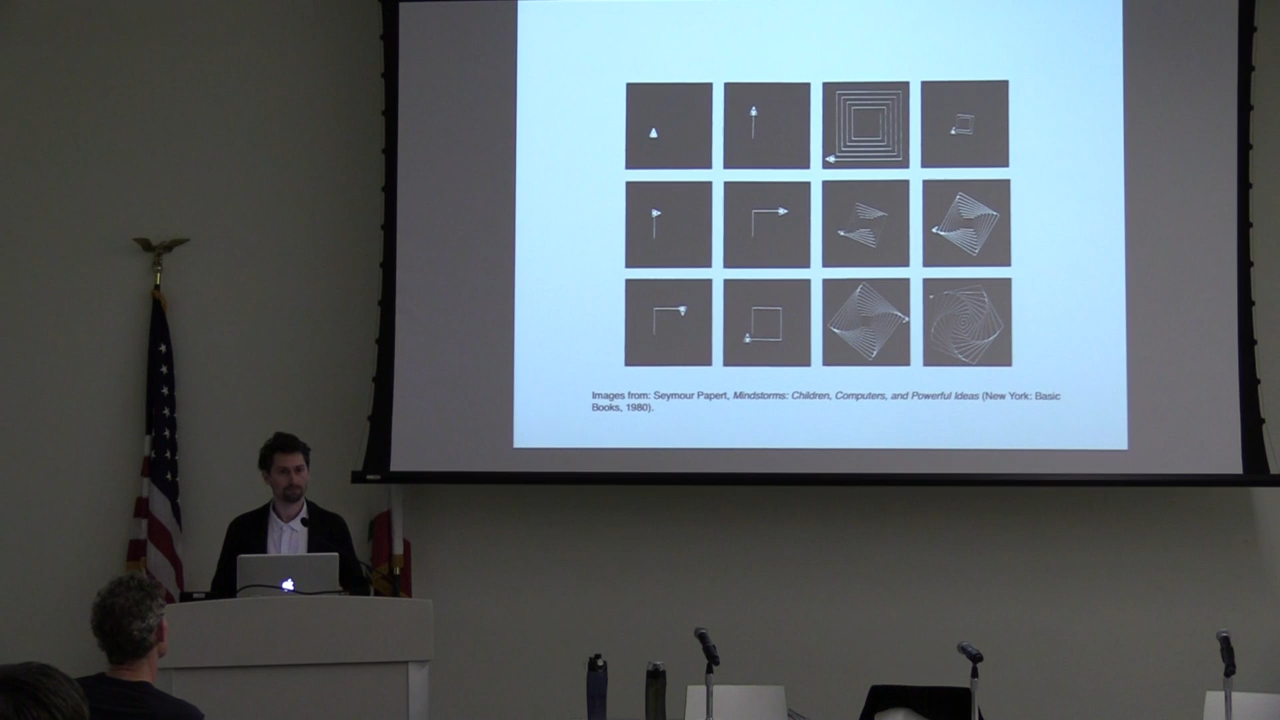 Images from: Seymour Papert, Mindstorms: Children, Computers, and Powerful Ideas (New York: Basic
Books, 1980).